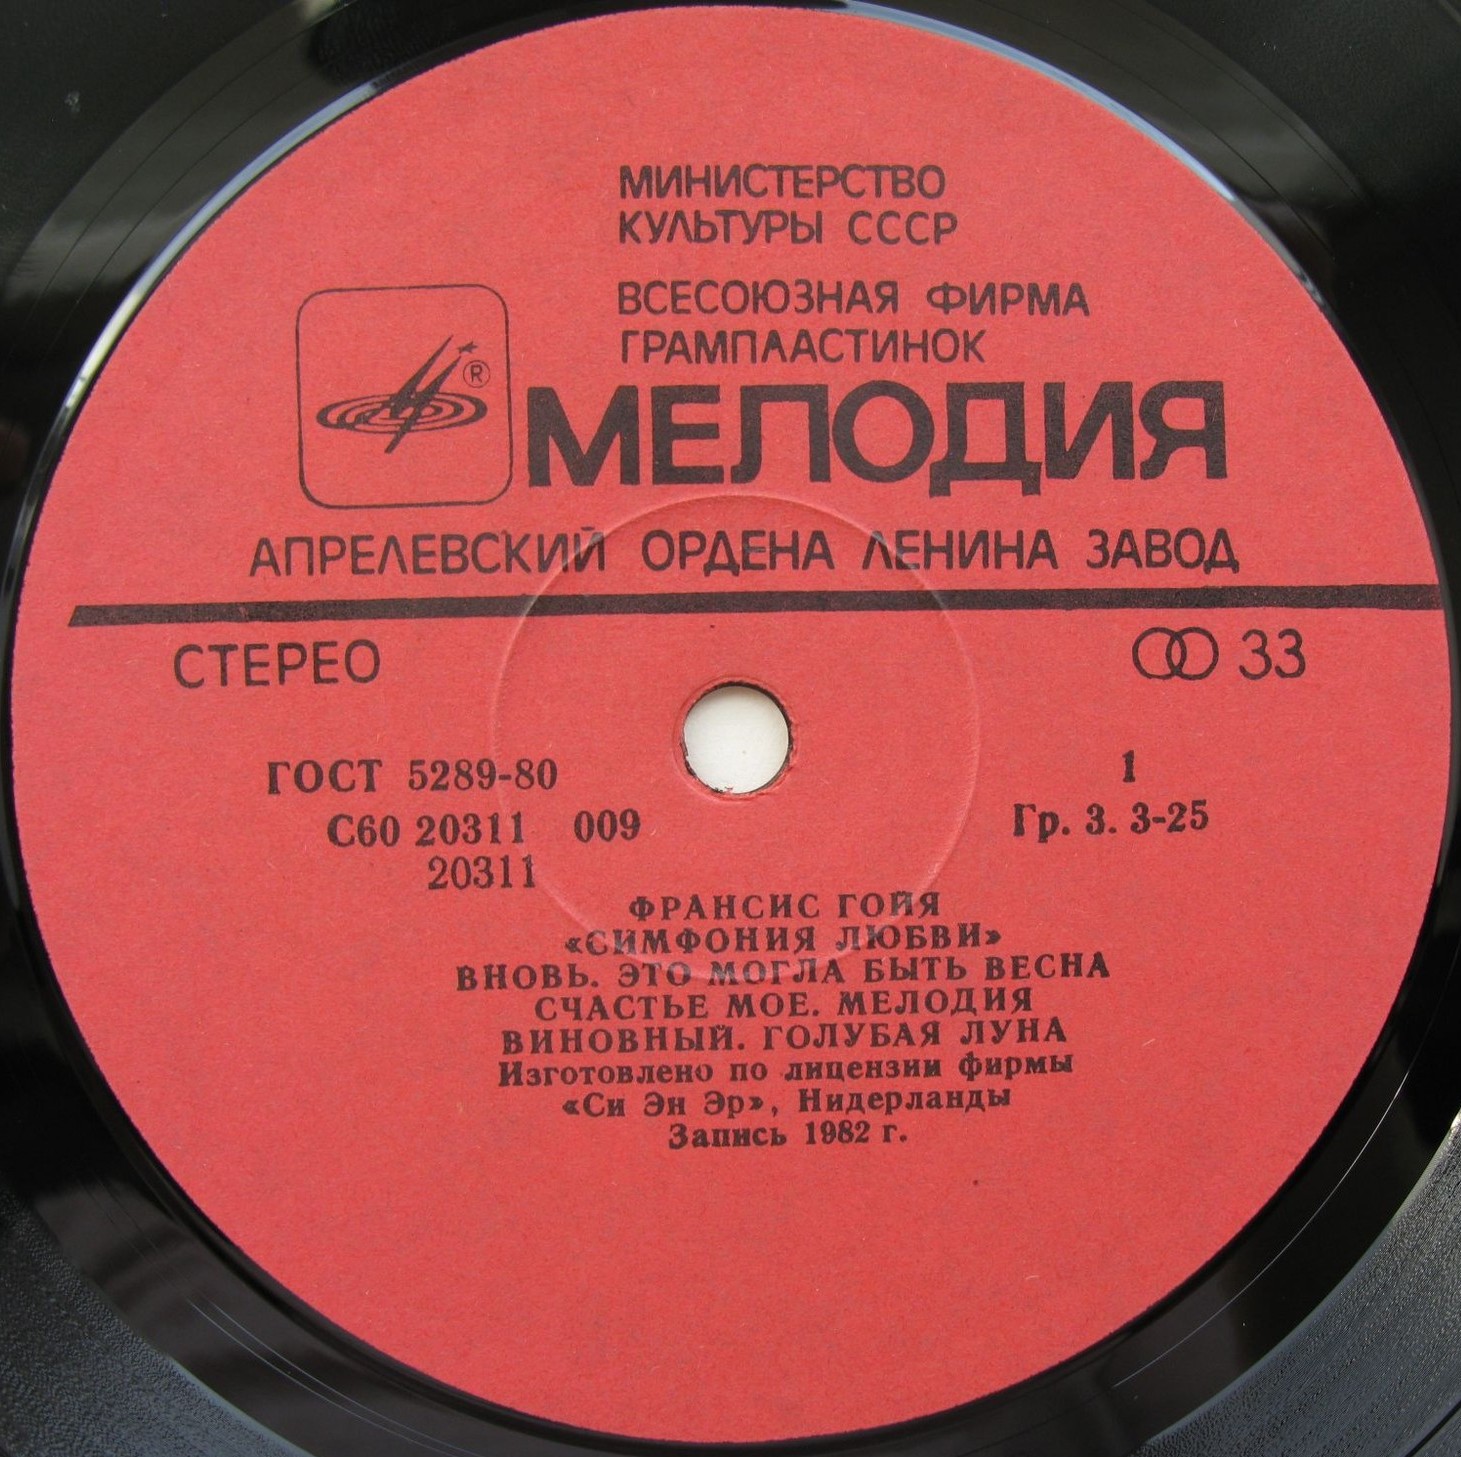 МИНИСТЕРСТВО
КУЛЬТУРЫ СССР
ВСЕСОЮЗНАЯ ФИРМА
ГРАМПЛАСТИНОК
®
МЕЛОДИЯ
АПРЕЛЕВСКИЙ ОРДЕНА ЛЕНИНА ЗАВОД
СТЕРЕО 33
ГОСТ 5289-80 1
С60 20311 009 Гр. 3. 3-25
20311
ФРАНСИС ГОЙЯ
«СИМФОНИЯ ЛЮБВИ»
ВНОВЬ. ЭТО МОГЛА БЫТЬ ВЕСНА
СЧАСТЬЕ МОЕ. МЕЛОДИЯ
ВИНОВНЫЙ. ГОЛУБАЯ ЛУНА
Изготовлено по лицензии фирмы
«Си Эн Эр», Нидерланды
Запись 1982 г.